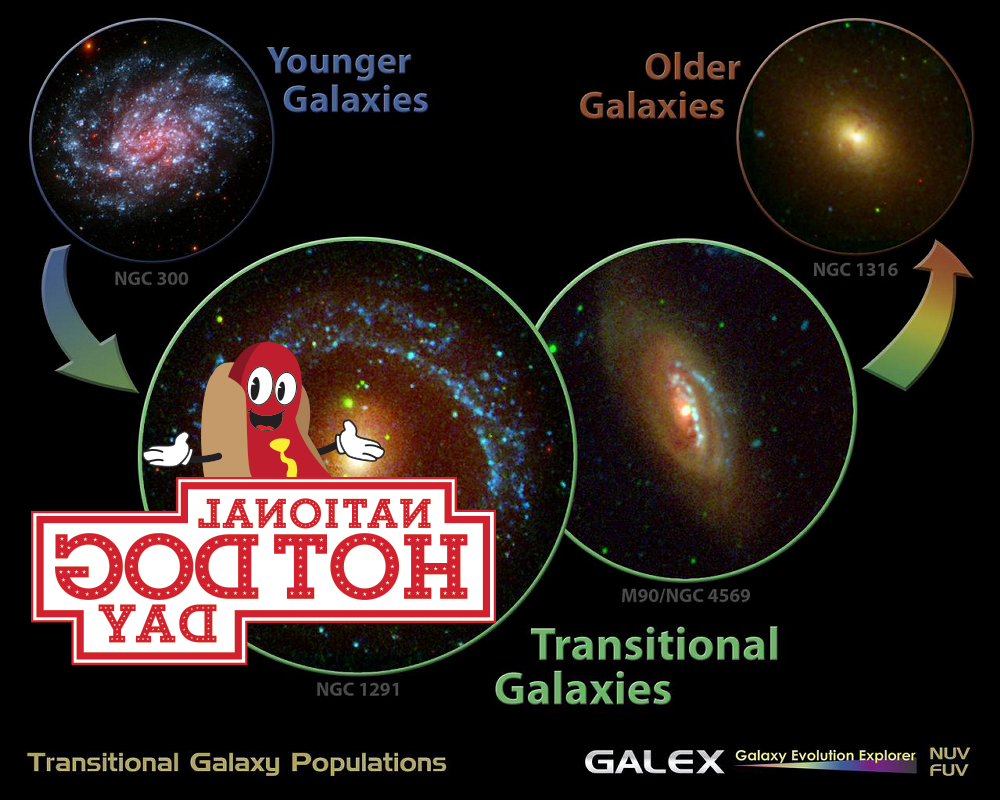 Younger
Galaxies
Older
Galaxies
NGC 300
NGC 1316
NATIONAL
HOT DOG
DAY
M90/NGC 4569
Transitional
Galaxies
NGC 1291
Transitional Galaxy Populations
GALEX Galaxy Evolution Explorer NUV
FUV